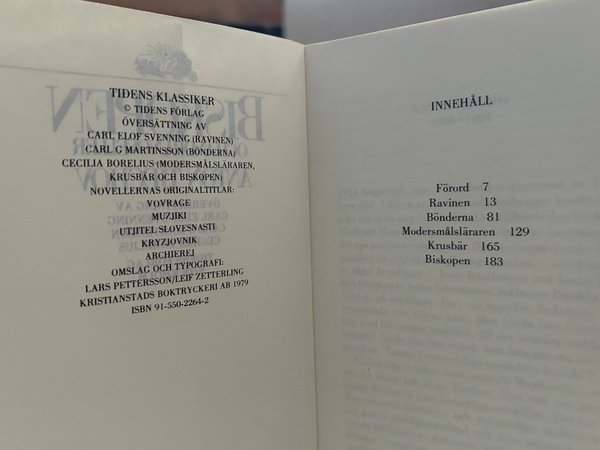 TIDENS KLASSIKER
© TIDENS FÖRLAG
ÖVERSÄTTNING AV
CARL ELOF SVENNING (RAVINEN)
CARL G MARTINSSON (BÖNDERNA)
CECILIA BORELIUS (MODERSMÅLSLÄRAREN,
KRUSBÄR OCH BISKOPEN)
NOVELLERNAS ORIGINALTITLAR:
VOVRAGE
MUZJIKI
UTJITEL SLOVESNASTI
KRYZJOVNIK
ARCHIEREJ
OMSLAG OCH TYPOGRAFI:
LARS PETTERSSON/LEIF ZETTERLING
KRISTIANSTADS BOKTRYCKERI AB 1979
ISBN 91-550-2264-2
INNEHÅLL
Förord 7
Ravinen 13
Bönderna 81
Modersmålsläraren 129
Krusbär 165
Biskopen 183